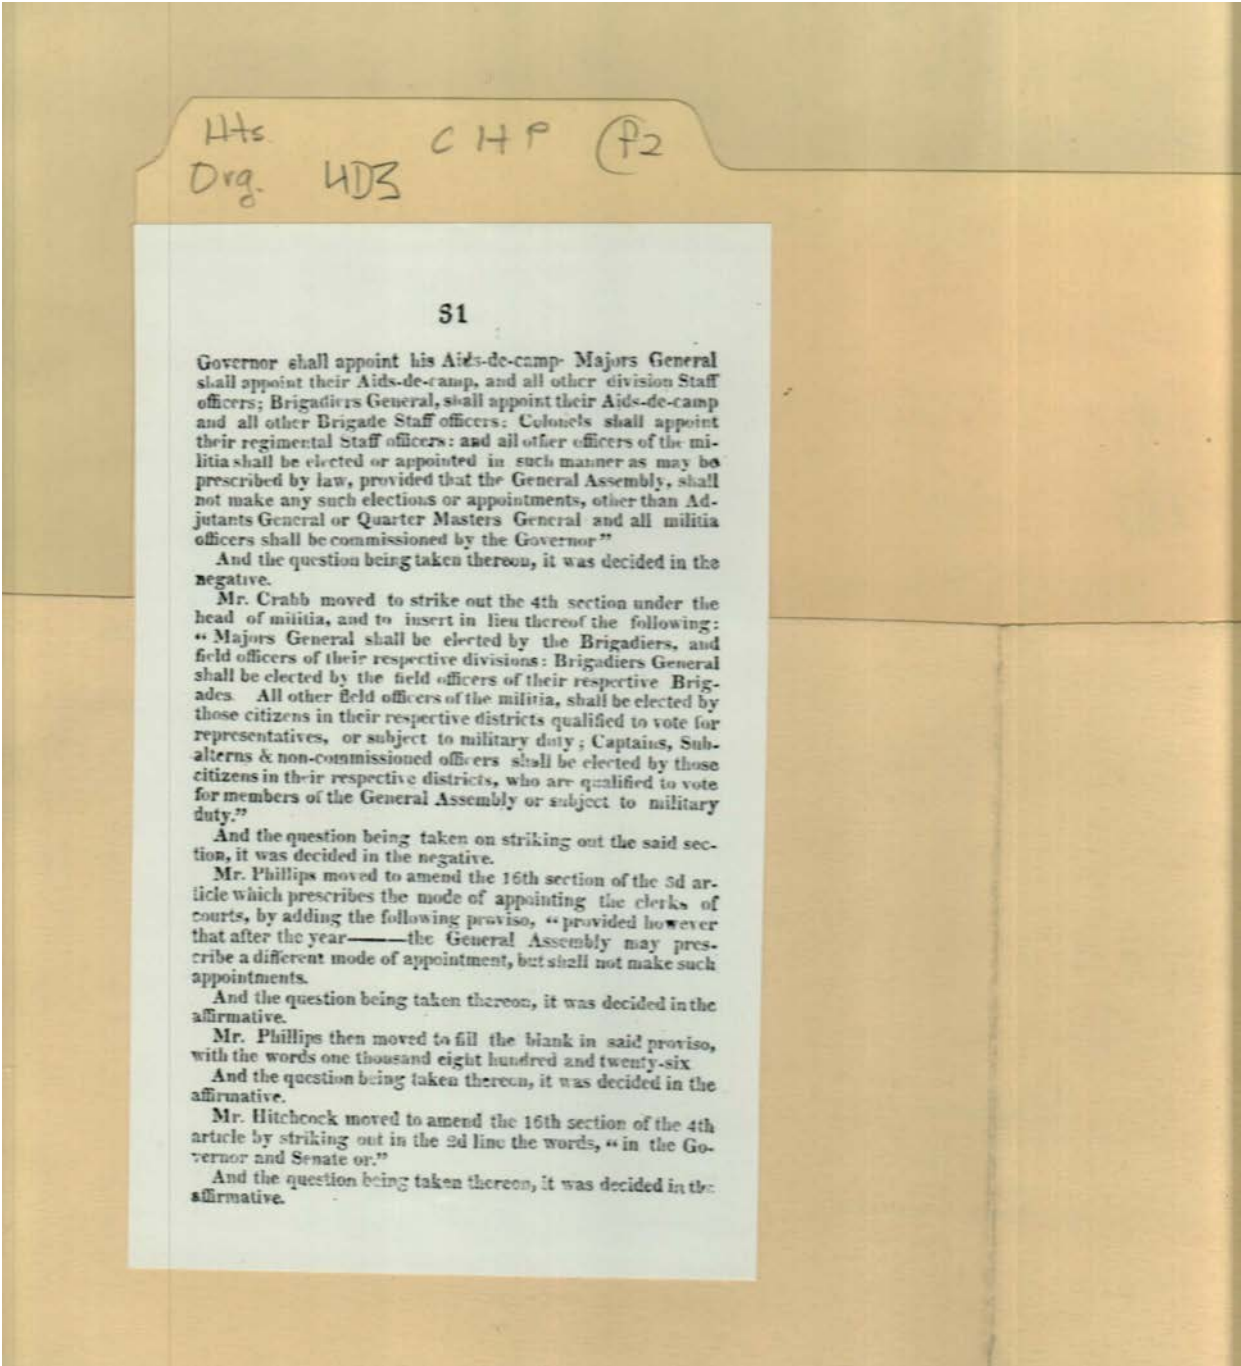 Hts. CHP P2
Org. HD3
31
Governor shall appoint his Aids-de-camp- Majors General
shall appoint their Aids-de-camp, and all other division Staff
officers; Brigadiers General, shall appoint their Aids-de-camp
and all other Brigade Staff officers: Colonels shall appoint
their regimental Staff officers: and all other officers of the mi-
litia shall be elected or appointed in such manner as may be
prescribed by law, provided that the General Assembly, shall
not make any such elections or appointments, other than Ad-
jutants General or Quarter Masters General and all militia
officers shall be commissioned by the Governor"
And the question being taken thereon, it was decided in the
negative.
Mr. Crabb moved to strike out the 4th section under the
head of militia, and to insert in lieu thereof the following:
" Majors General shall be elected by the Brigadiers, and
field officers of their respective divisions: Brigadiers General
shall be elected by the field officers of their respective Brig-
ades. All other field officers of the militia, shall be elected by
those citizens in their respective districts qualified to vote for
representatives, or subject to military duty; Captains, Sub-
alterns & non-commissioned officers shall be elected by those
citizens in their respective districts, who are qualified to vote
for members of the General Assembly or subject to military
duty."
And the question being taken on striking out the said sec-
tion, it was decided in the negative.
Mr. Phillips moved to amend the 16th section of the 5d ar-
ticle which prescribes the mode of appointing the clerks of
courts, by adding the following proviso, " provided however
that after the year———the General Assembly may pres-
cribe a different mode of appointment, but shall not make such
appointments.
And the question being taken thereon, it was decided in the
affirmative.
Mr. Phillips then moved to fill the blank in said proviso,
with the words one thousand eight hundred and twenty-six
And the question being taken thereon, it was decided in the
affirmative.
Mr. Hitchcock moved to amend the 16th section of the 4th
article by striking out in the 2d line the words, " in the Go-
vernor and Senate or."
And the question being taken thereon, it was decided in the
affirmative.